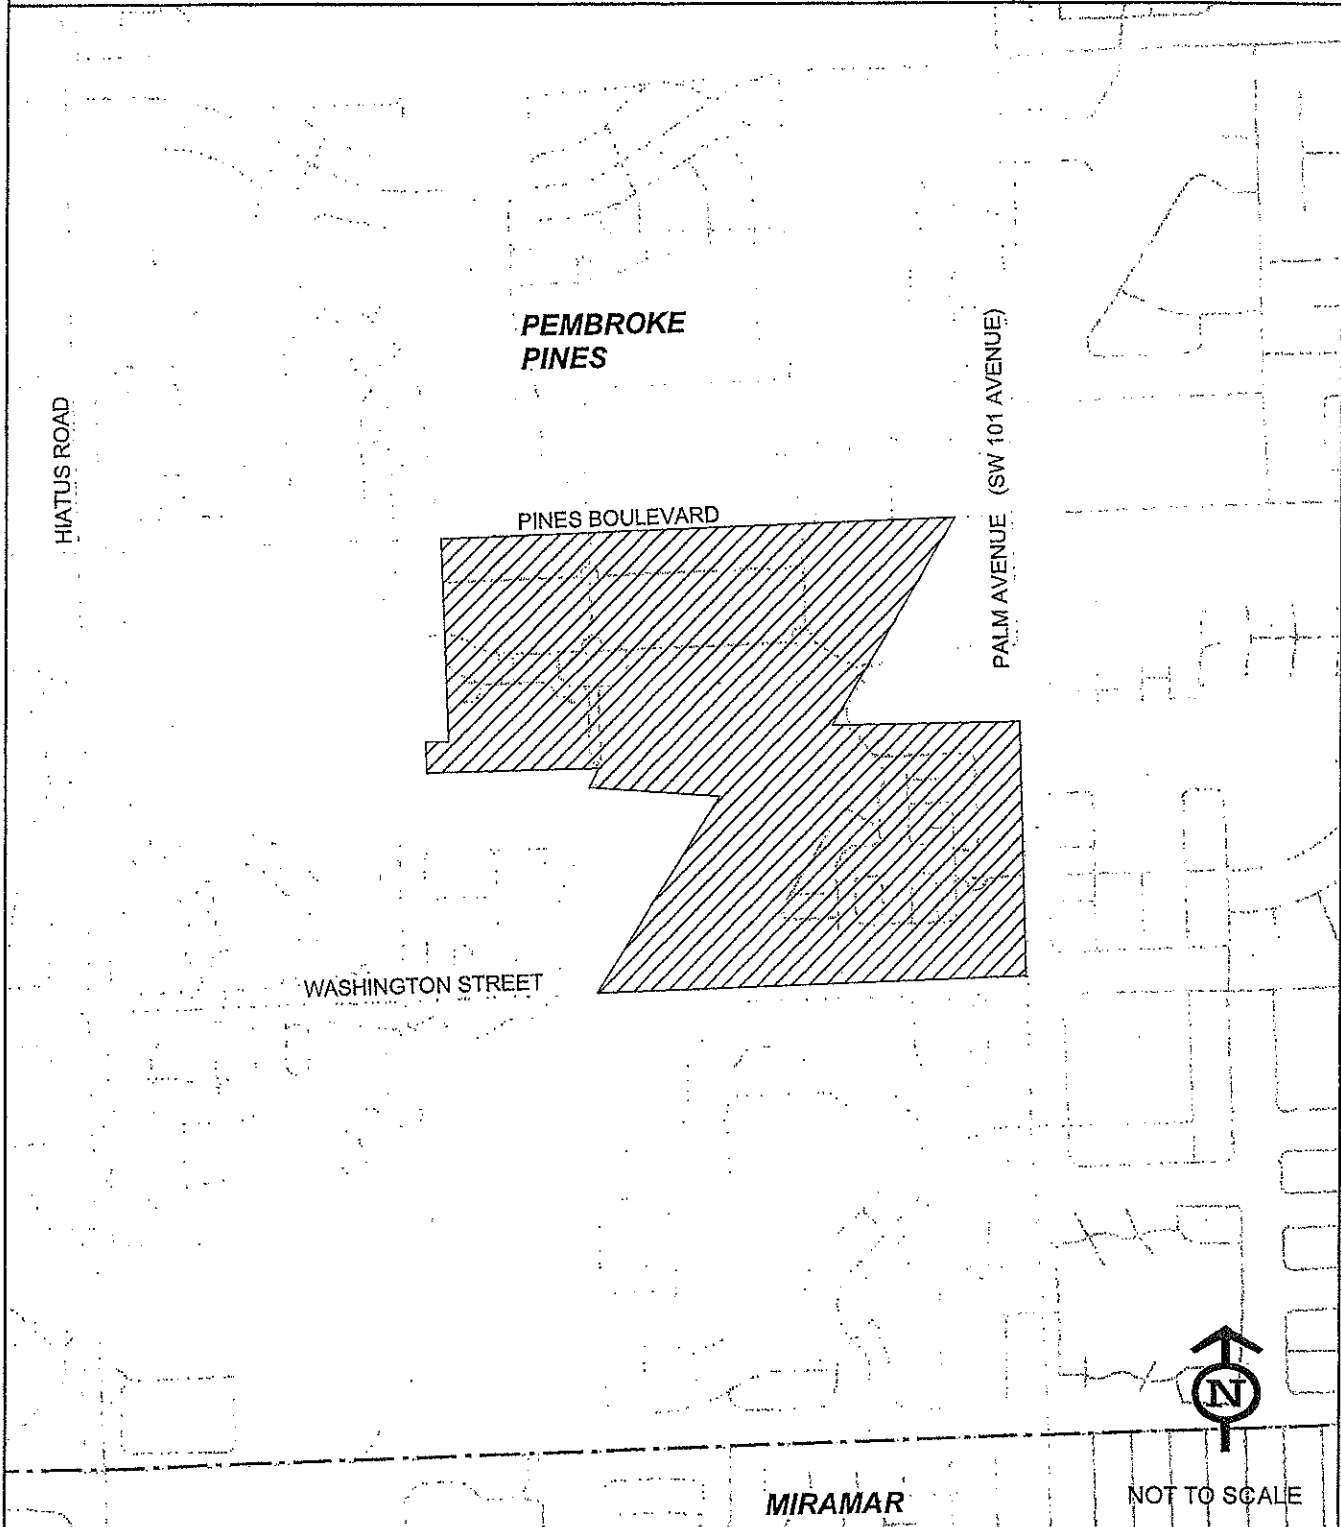 PEMBROKE
PINES
HIATUS ROAD
PALM AVENUE (SW 101 AVENUE)
PINES BOULEVARD
WASHINGTON STREET
N
MIRAMAR
NOT TO SCALE